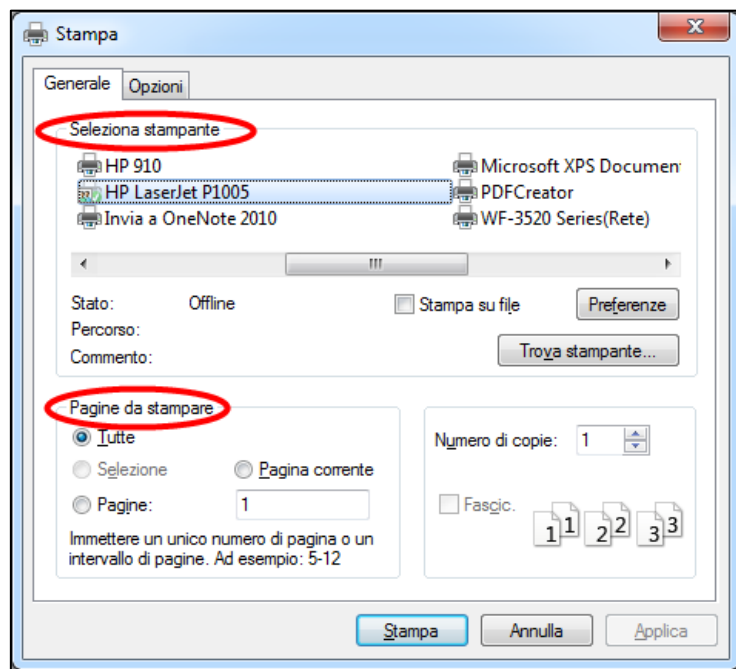 Stampa
Generale Opzioni
Seleziona stampante
HP 910 Microsoft XPS Documen
HP LaserJet P1005 PDFCreator
Invia a OneNote 2010 WF-3520 Series(Rete)
Stato: Offline Stampa su file Preferenze
Percorso:
Commento: Trova stampante...
Pagine da stampare
Tutte Numero di copie: 1
Selezione Pagina corrente
Pagine: 1 Fascic. 1 1 2 2 3 3
Immettere un unico numero di pagina o un
intervallo di pagine. Ad esempio: 5-12
Stampa Annulla Applica